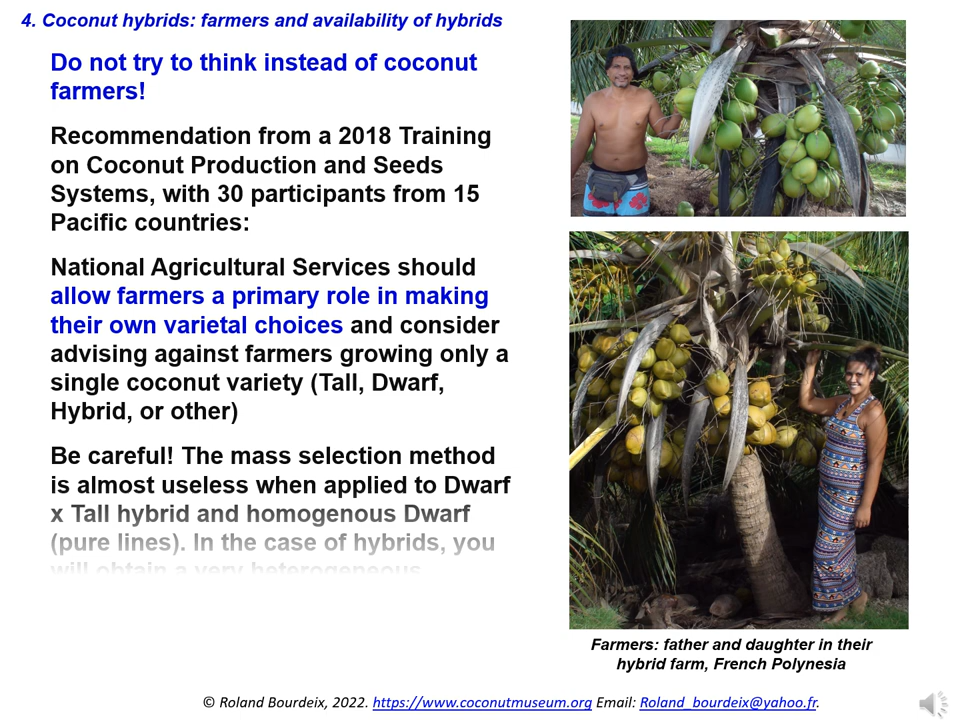 4. Coconut hybrids: farmers and availability of hybrids
Do not try to think instead of coconut
farmers!
Recommendation from a 2018 Training
on Coconut Production and Seeds
Systems, with 30 participants from 15
Pacific countries:
National Agricultural Services should
allow farmers a primary role in making
their own varietal choices and consider
advising against farmers growing only a
single coconut variety (Tall, Dwarf,
Hybrid, or other)
Be careful! The mass selection method
is almost useless when applied to Dwarf
x Tall hybrid and homogenous Dwarf
(pure lines). In the case of hybrids, you
will obtain a very heterogeneous
Farmers: father and daughter in their
hybrid farm, French Polynesia
© Roland Bourdeix, 2022. https://www.coconutmuseum.org Email: Roland_bourdeix@yahoo.fr.